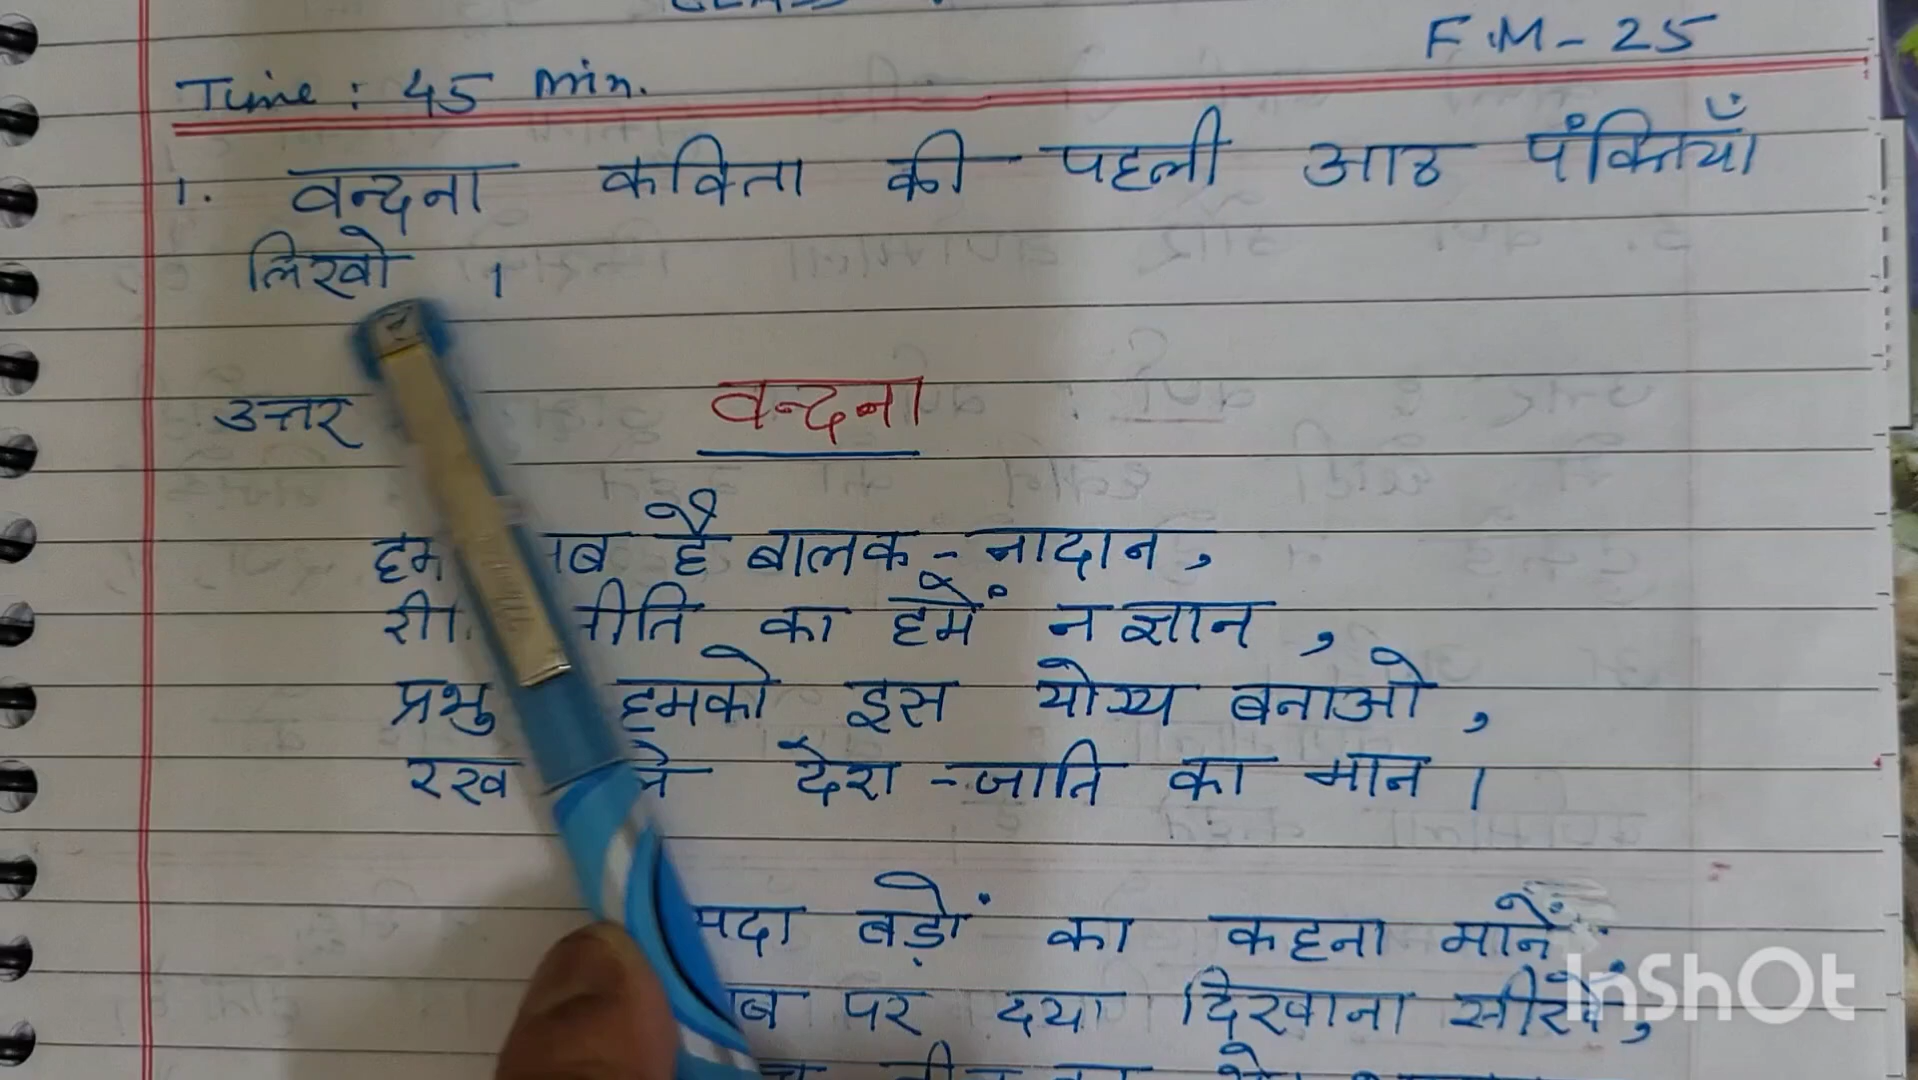 F.M - 25
Time : 45 min.
1. वन्दना कविता की पहली आठ पंक्तियाँ
लिखो ।
उत्तर वन्दना
हम है बालक - नादान ,
का हमें न ज्ञान ,
प्रभु हमको इस योग्य बनाओ ,
रख देश - जाति का मान ।
बड़ों का कहना मानें
पर दया दिखाना सीखें ,
InShOt